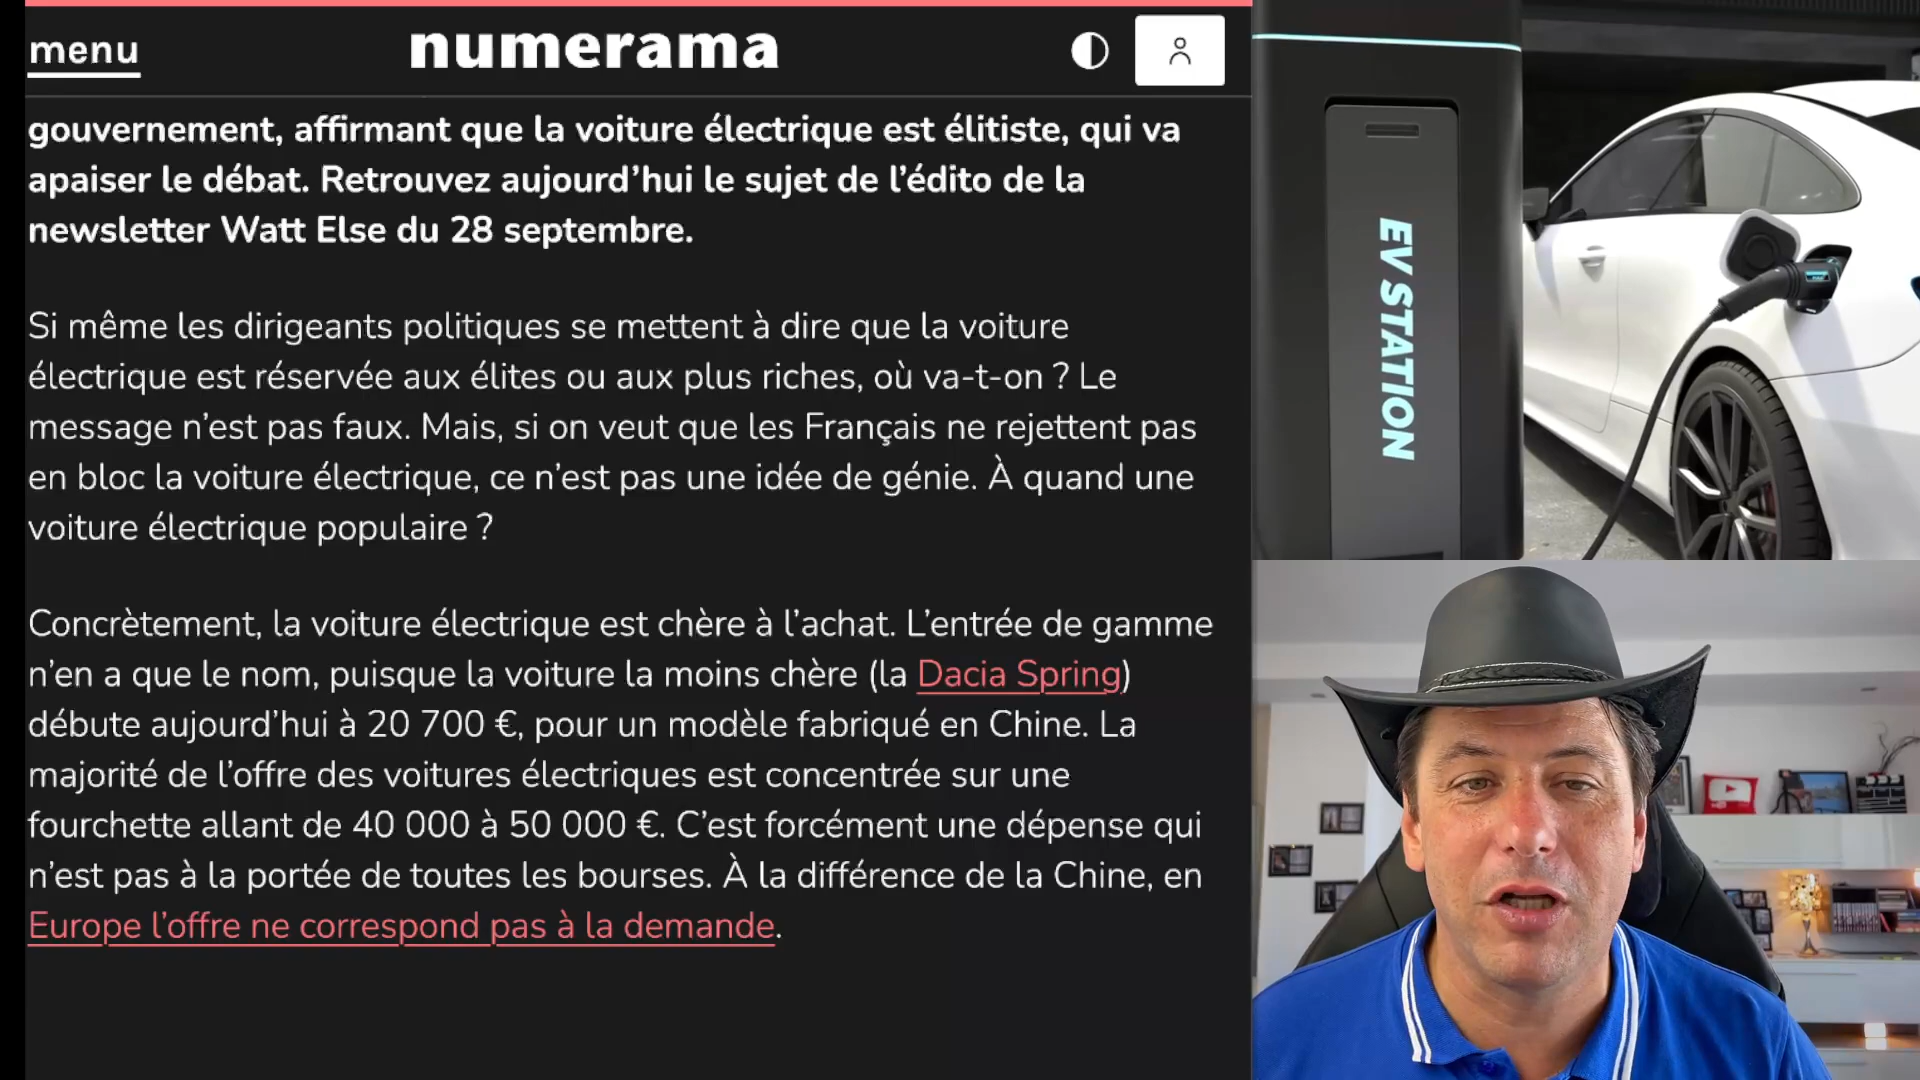 menu
numerama
gouvernement, affirmant que la voiture électrique est élitiste, qui va
apaiser le débat. Retrouvez aujourd’hui le sujet de l’édito de la
newsletter Watt Else du 28 septembre.
Si même les dirigeants politiques se mettent à dire que la voiture
électrique est réservée aux élites ou aux plus riches, où va-t-on ? Le
message n’est pas faux. Mais, si on veut que les Français ne rejettent pas
en bloc la voiture électrique, ce n’est pas une idée de génie. À quand une
voiture électrique populaire ?
Concrètement, la voiture électrique est chère à l’achat. L’entrée de gamme
n’en a que le nom, puisque la voiture la moins chère (la Dacia Spring)
débute aujourd’hui à 20 700 €, pour un modèle fabriqué en Chine. La
majorité de l’offre des voitures électriques est concentrée sur une
fourchette allant de 40 000 à 50 000 €. C’est forcément une dépense qui
n’est pas à la portée de toutes les bourses. À la différence de la Chine, en
Europe l’offre ne correspond pas à la demande.
EV STATION